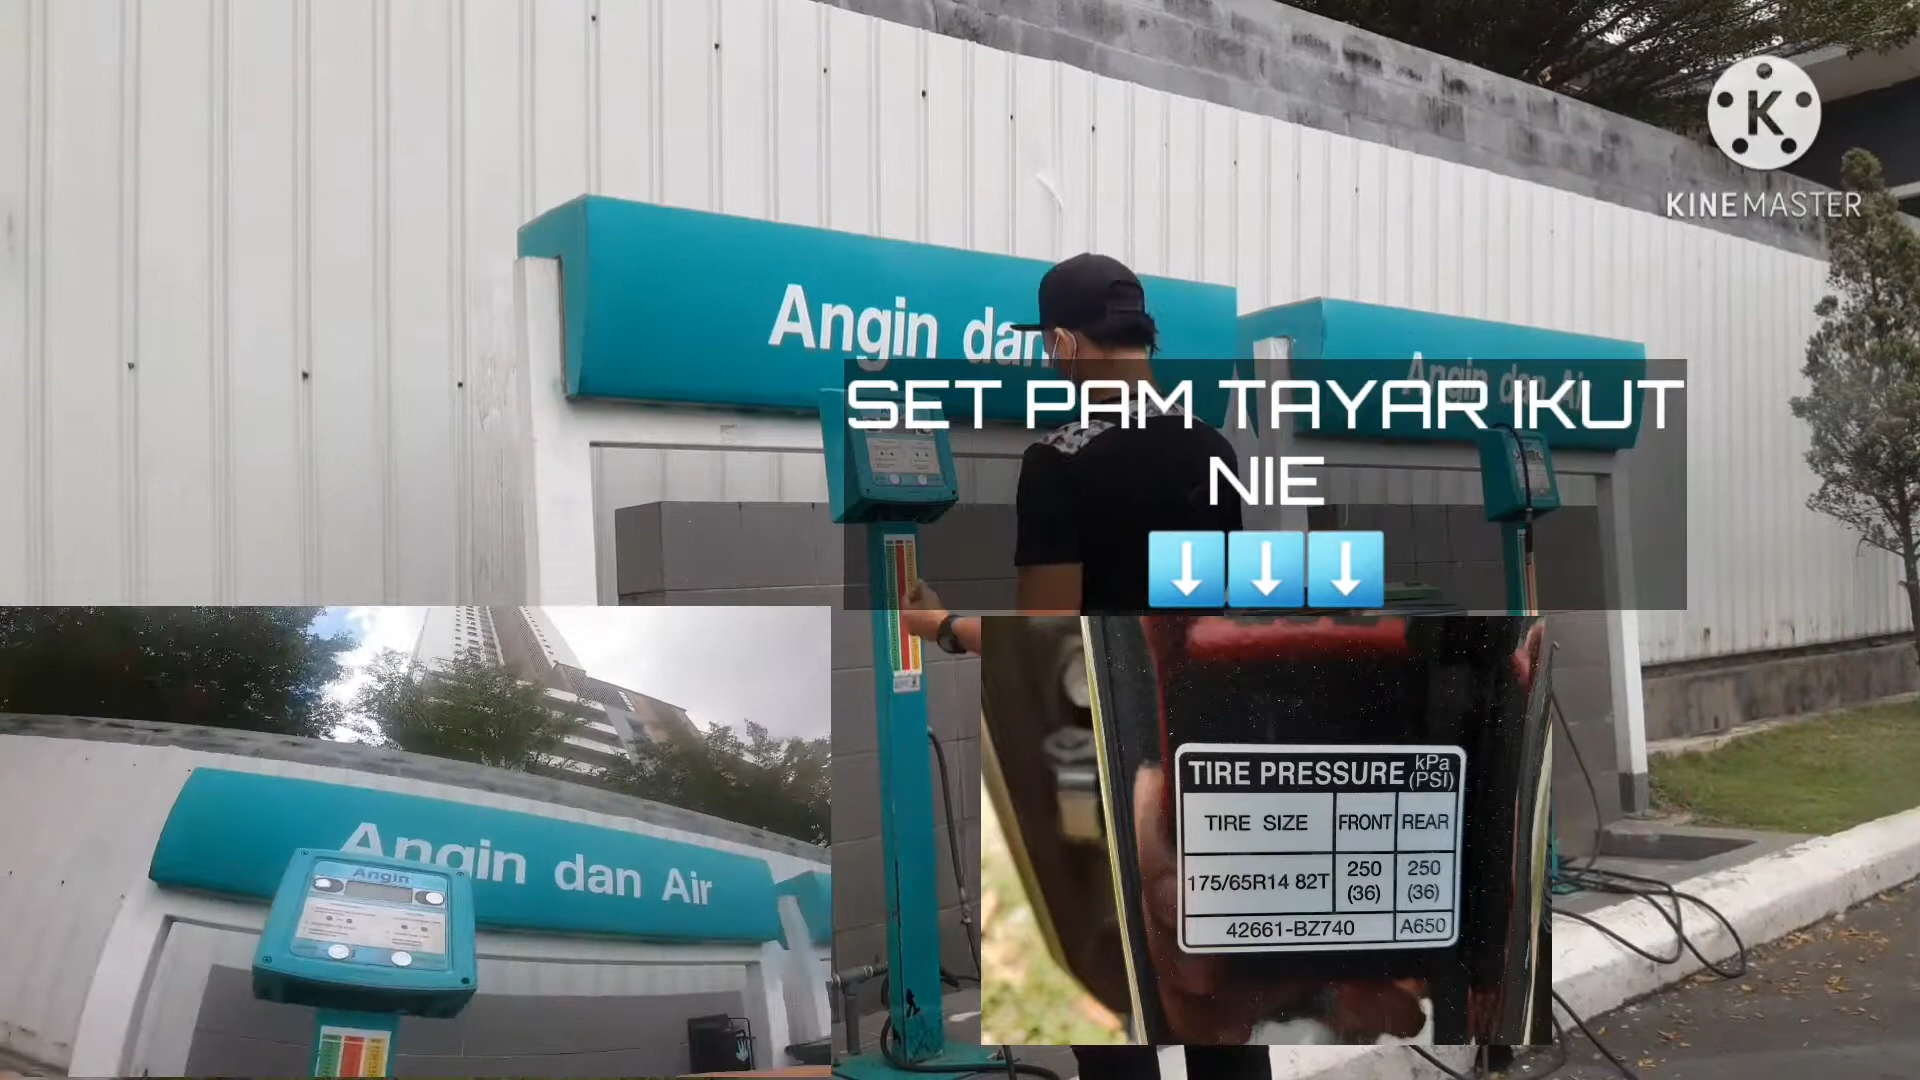 K
KINEMASTER
Angin dan
Angin dan Air
SET PAM TAYAR IKUT
NIE
⬇️⬇️⬇️
Angin dan Air
Angin
TIRE PRESSURE kPa (PSI)
TIRE SIZE FRONT REAR
175/65R14 82T 250 (36) 250 (36)
42661-BZ740 A650